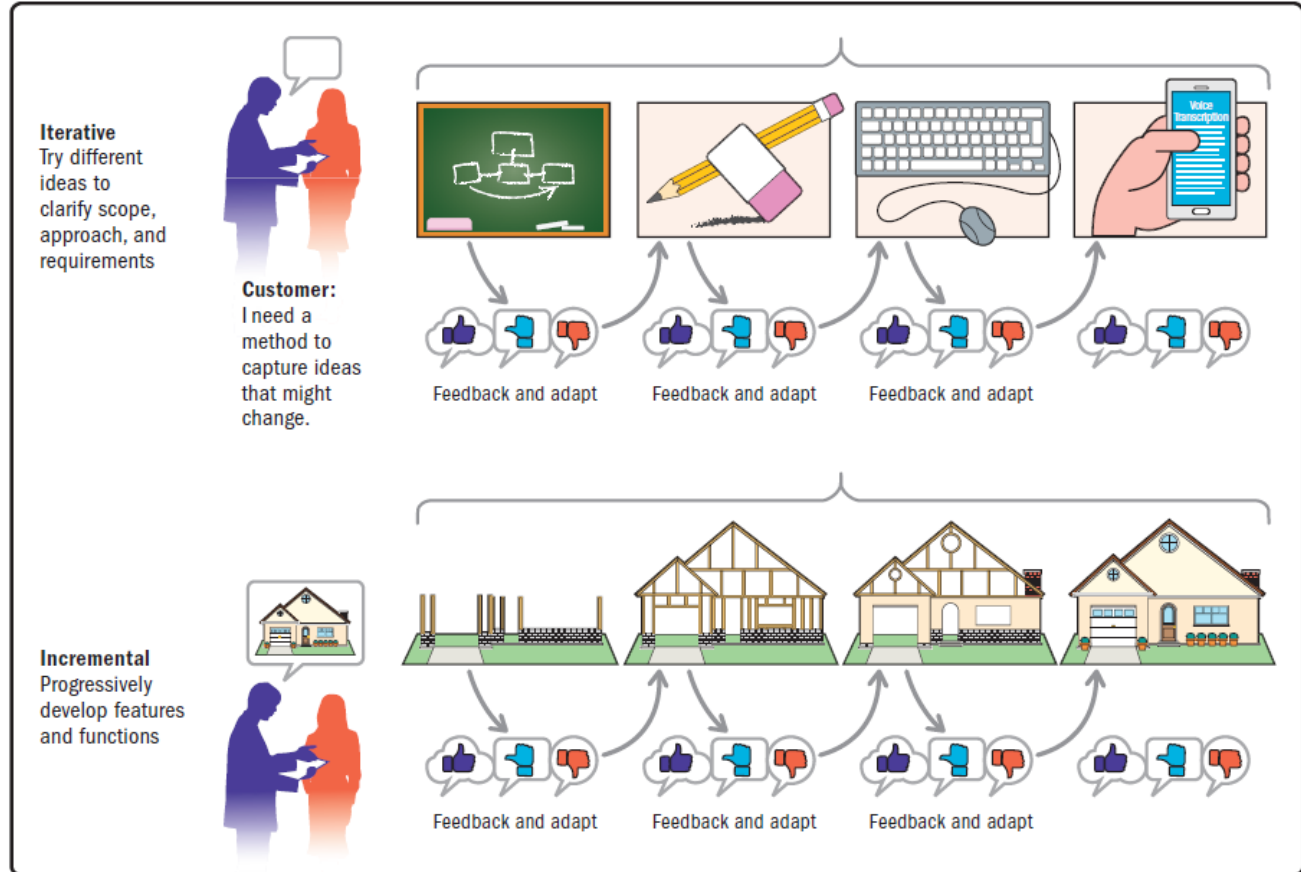 Iterative
Try different
ideas to
clarify scope,
approach, and
requirements
Customer:
I need a
method to
capture ideas
that might
change.
Voice
Transcription
Feedback and adapt
Feedback and adapt
Feedback and adapt
Incremental
Progressively
develop features
and functions
Feedback and adapt
Feedback and adapt
Feedback and adapt